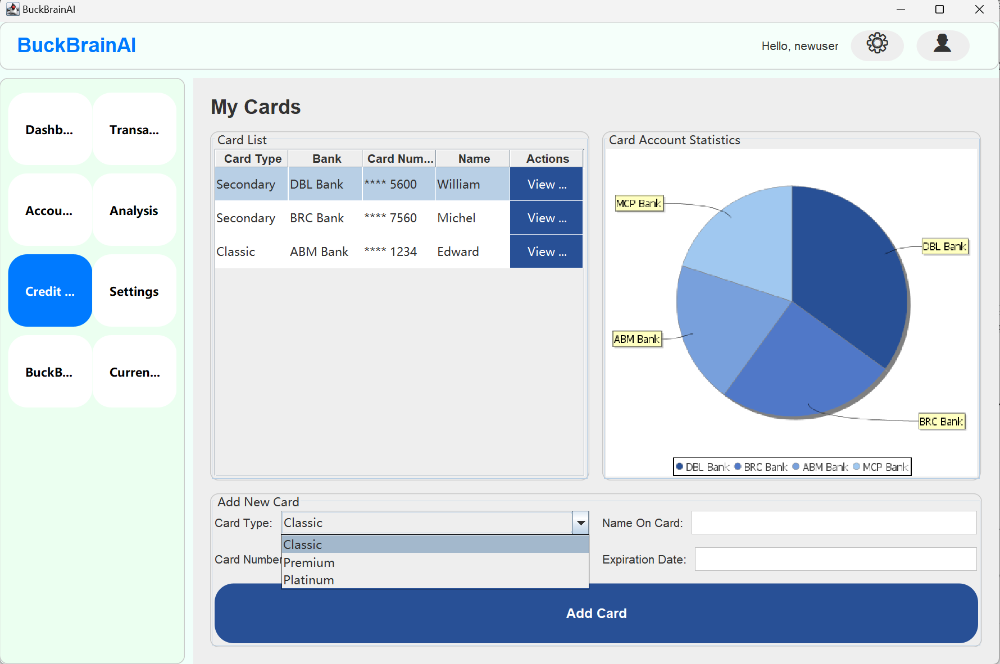 BuckBrainAI
BuckBrainAI
Hello, newuser
Dashb...
Transa...
Accou...
Analysis
Credit ...
Settings
BuckB...
Curren...
My Cards
Card List
Card Type Bank Card Num... Name Actions
Secondary DBL Bank **** 5600 William View ...
Secondary BRC Bank **** 7560 Michel View ...
Classic ABM Bank **** 1234 Edward View ...
Card Account Statistics
MCP Bank
DBL Bank
ABM Bank
BRC Bank
DBL Bank BRC Bank ABM Bank MCP Bank
Add New Card
Card Type: Classic
Name On Card:
Classic
Card Number
Premium
Expiration Date:
Platinum
Add Card